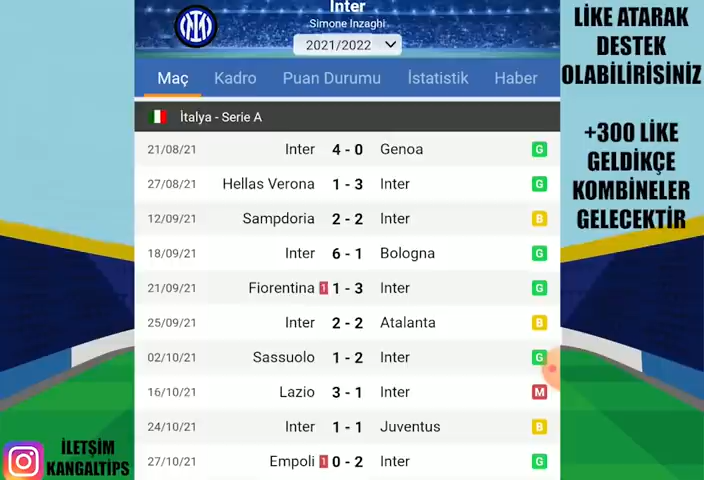 Inter
Simone Inzaghi
2021/2022
Maç Kadro Puan Durumu İstatistik Haber
İtalya - Serie A
21/08/21 Inter 4 - 0 Genoa G
27/08/21 Hellas Verona 1 - 3 Inter G
12/09/21 Sampdoria 2 - 2 Inter B
18/09/21 Inter 6 - 1 Bologna G
21/09/21 Fiorentina 1 1 - 3 Inter G
25/09/21 Inter 2 - 2 Atalanta B
02/10/21 Sassuolo 1 - 2 Inter G
16/10/21 Lazio 3 - 1 Inter M
24/10/21 Inter 1 - 1 Juventus B
27/10/21 Empoli 1 0 - 2 Inter G
LİKE ATARAK
DESTEK
OLABİLİRİSİNİZ
+300 LİKE
GELDİKÇE
KOMBİNELER
GELECEKTİR
İLETŞİM
KANGALTİPS